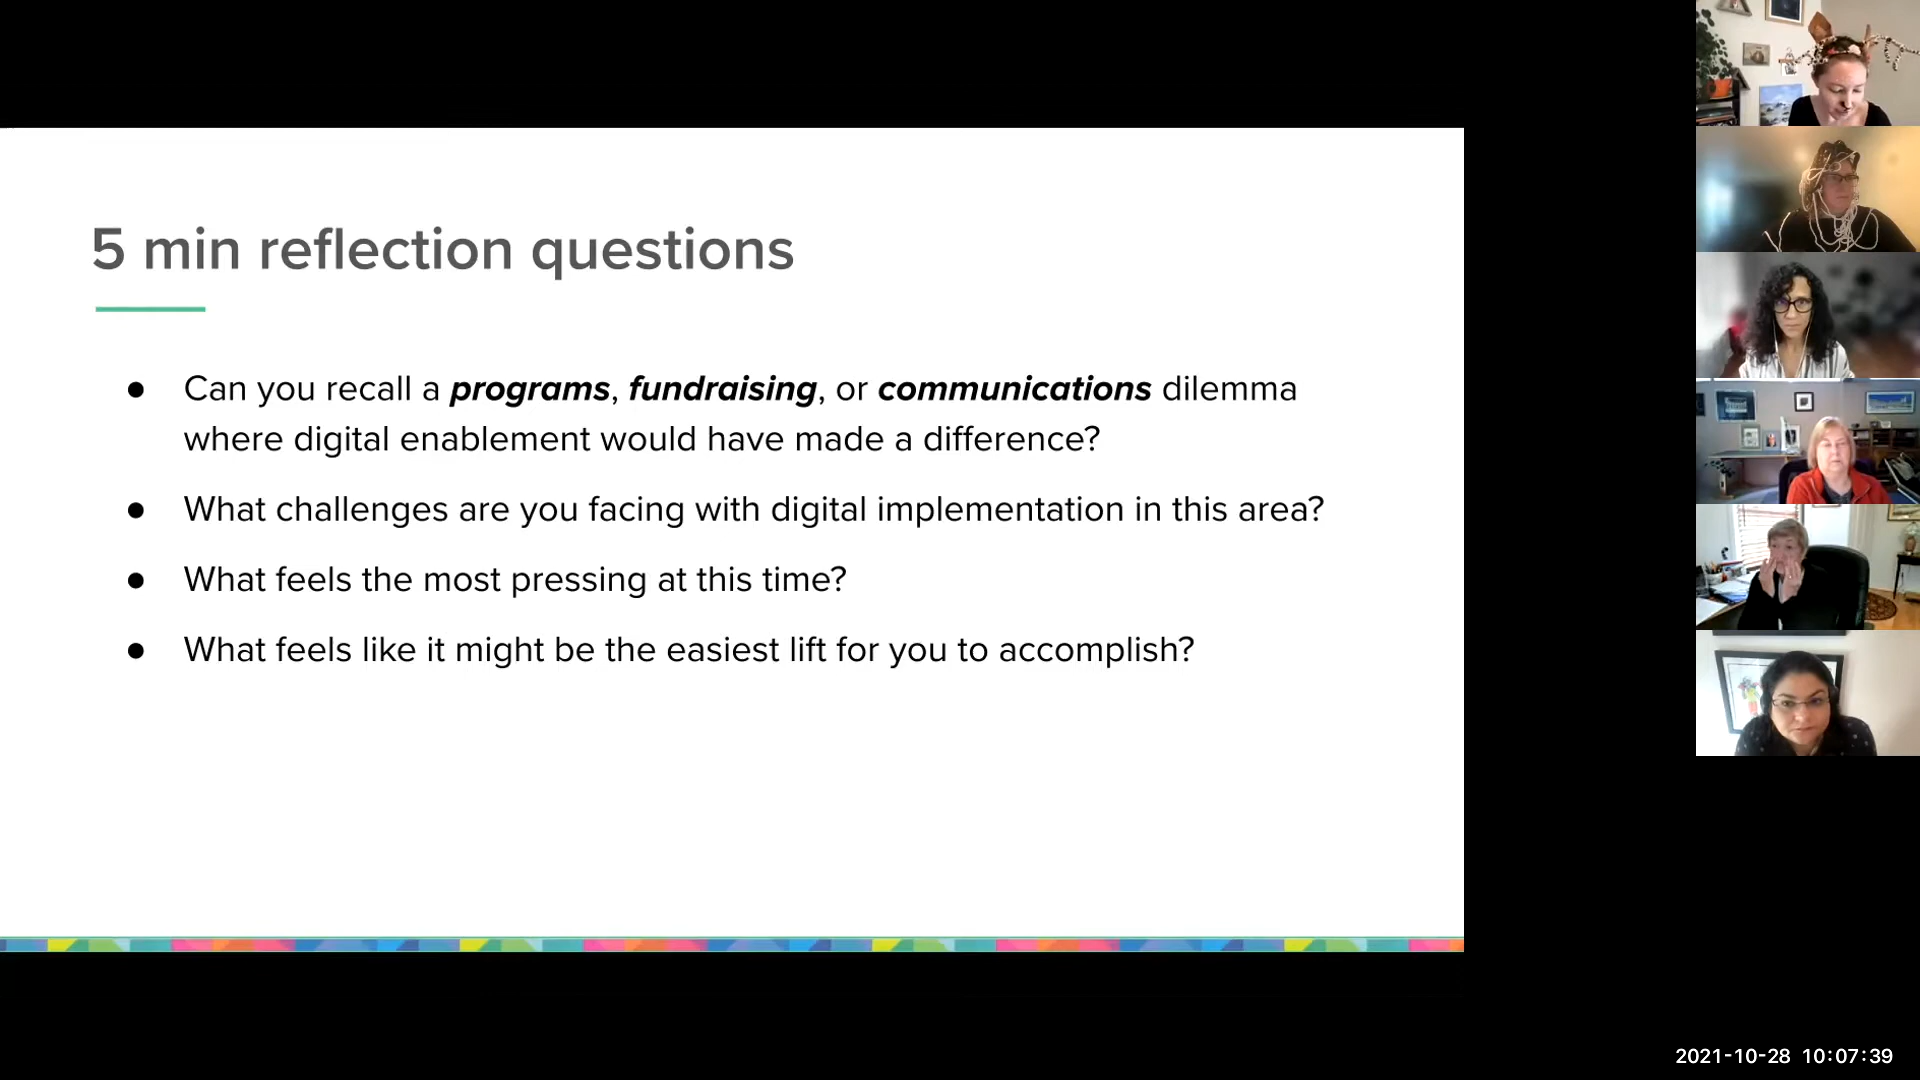 5 min reflection questions
● Can you recall a programs, fundraising, or communications dilemma
where digital enablement would have made a difference?
● What challenges are you facing with digital implementation in this area?
● What feels the most pressing at this time?
● What feels like it might be the easiest lift for you to accomplish?
2021-10-28 10:07:39